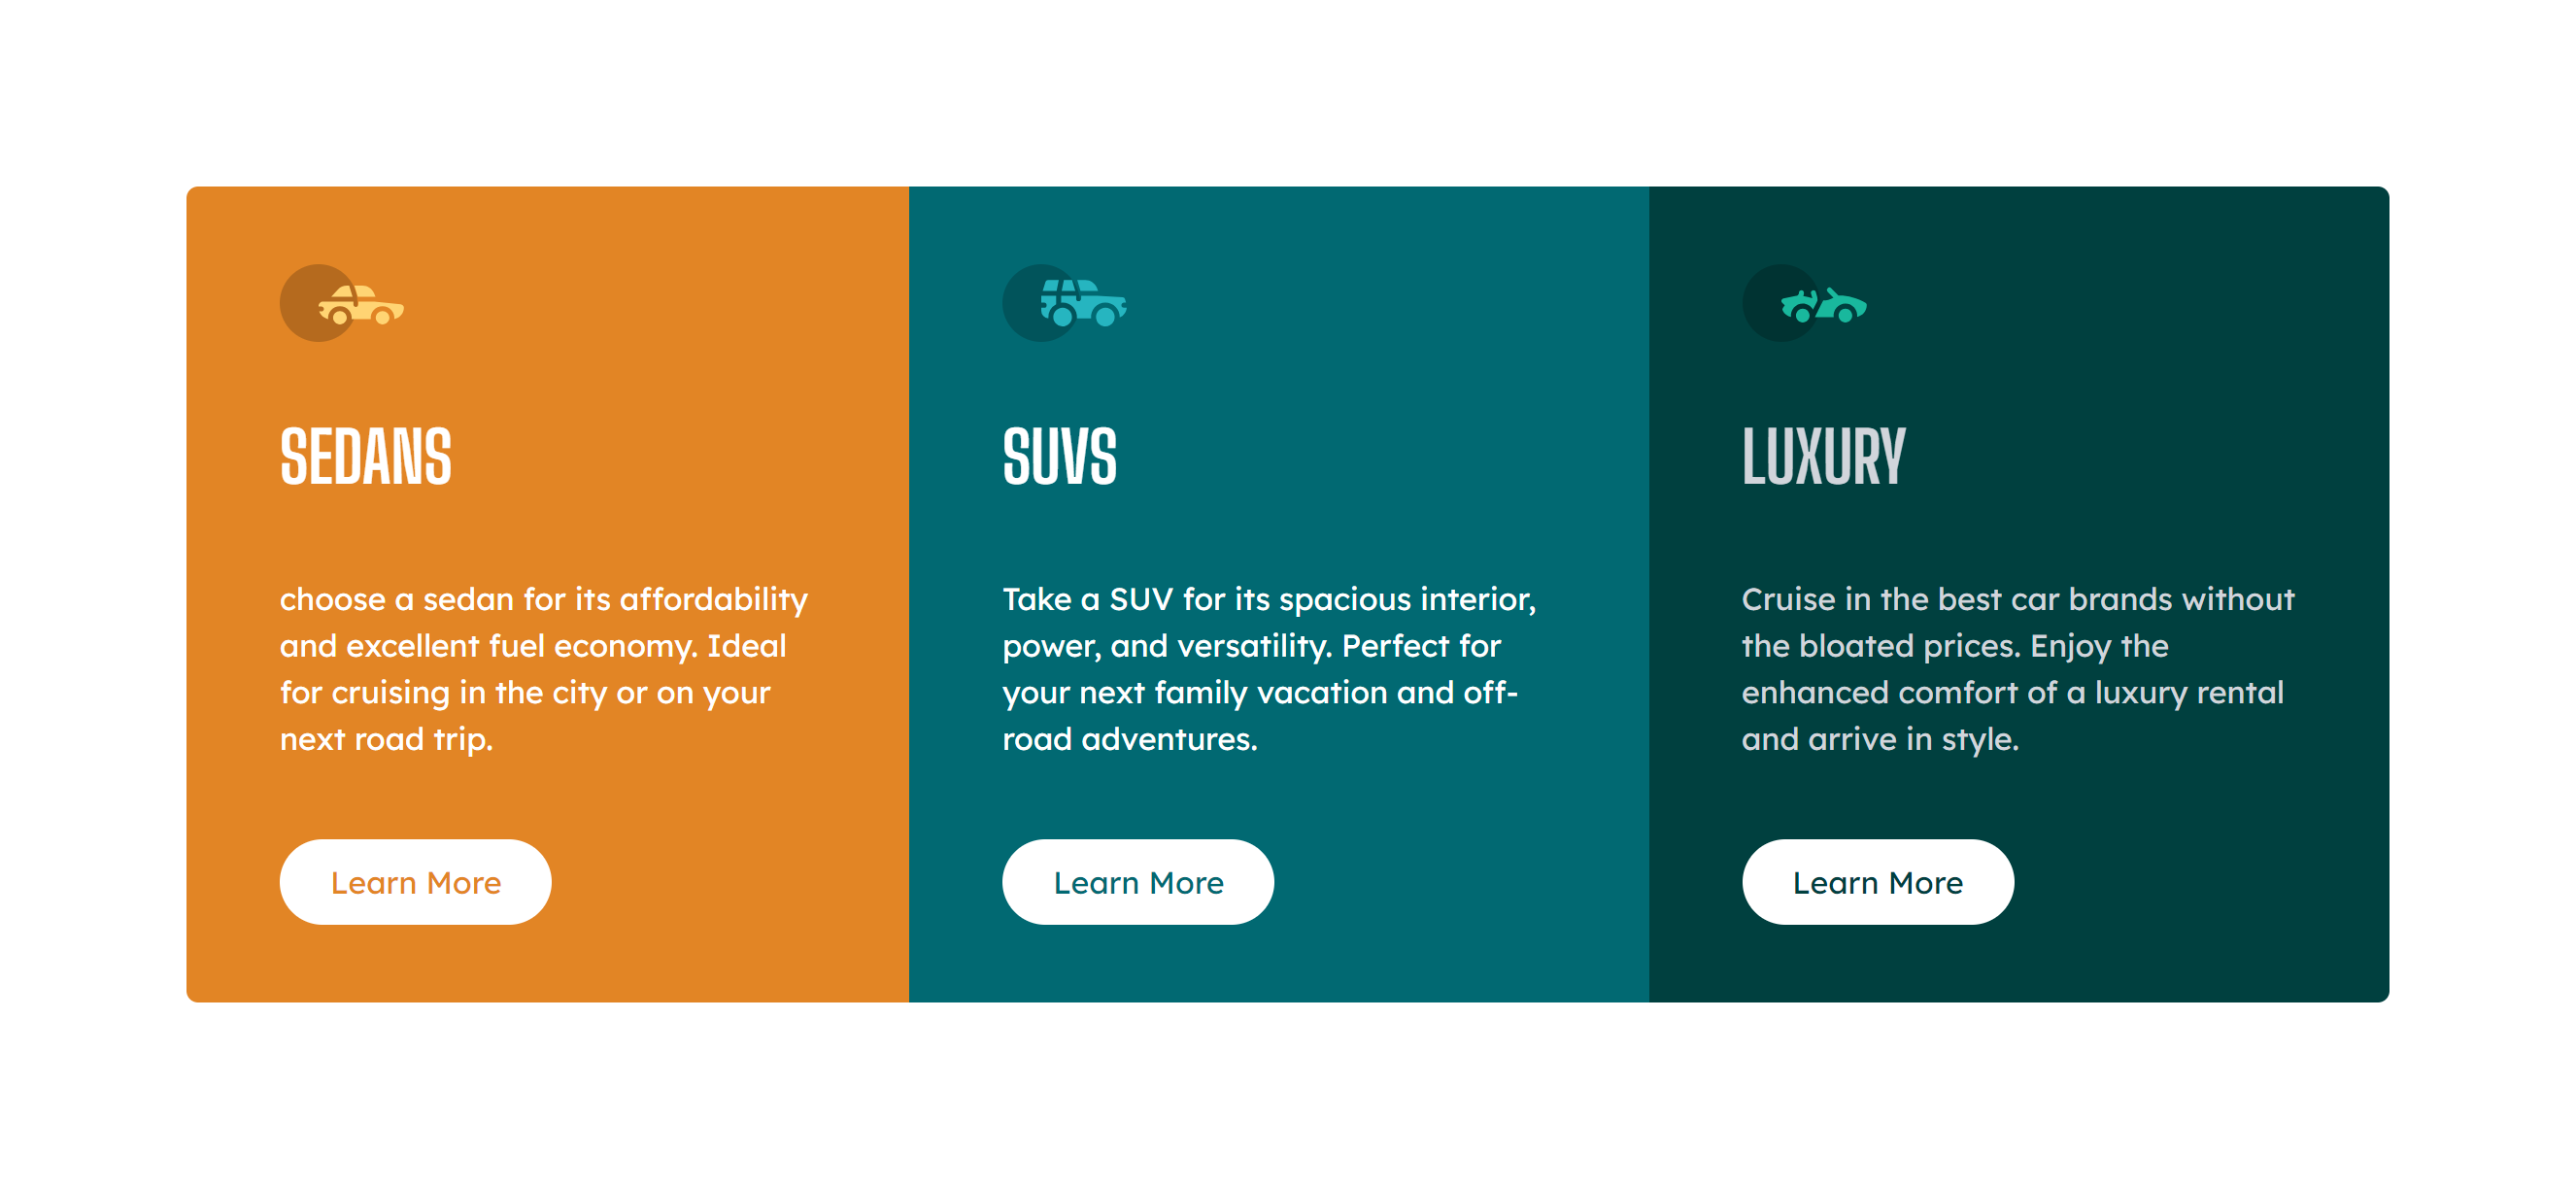 SEDANS
choose a sedan for its affordability
and excellent fuel economy. Ideal
for cruising in the city or on your
next road trip.
Learn More
SUVS
Take a SUV for its spacious interior,
power, and versatility. Perfect for
your next family vacation and off-
road adventures.
Learn More
LUXURY
Cruise in the best car brands without
the bloated prices. Enjoy the
enhanced comfort of a luxury rental
and arrive in style.
Learn More